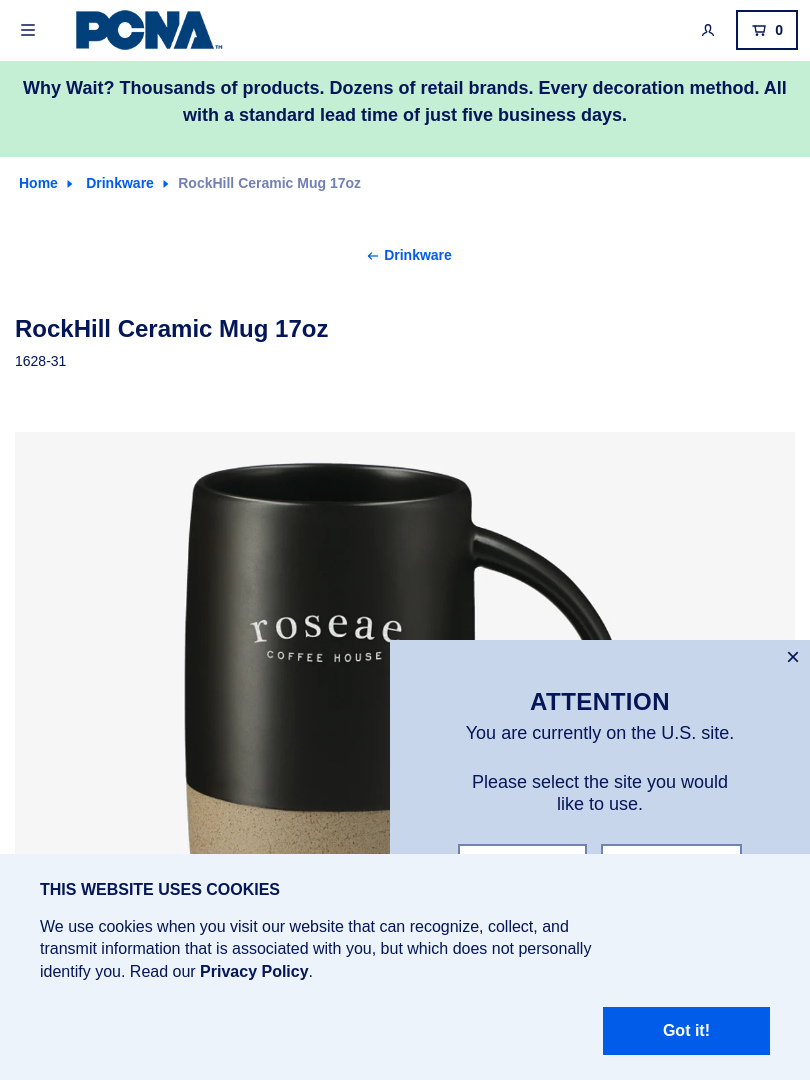 PCNA™
0
Why Wait? Thousands of products. Dozens of retail brands. Every decoration method. All
with a standard lead time of just five business days.
Home
Drinkware
RockHill Ceramic Mug 17oz
← Drinkware
RockHill Ceramic Mug 17oz
1628-31
roseae
COFFEE HOUSE
×
ATTENTION
You are currently on the U.S. site.
Please select the site you would
like to use.
THIS WEBSITE USES COOKIES
We use cookies when you visit our website that can recognize, collect, and
transmit information that is associated with you, but which does not personally
identify you. Read our Privacy Policy.
Got it!